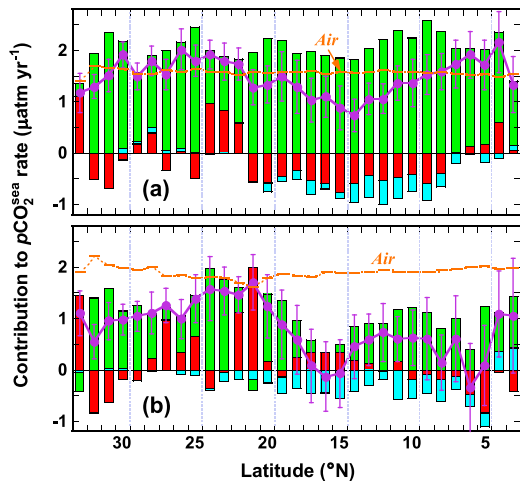 2
1
0
-1
Air
(a)
Contribution to pCO₂ˢᵉᵃ rate (μatm yr⁻¹)
2
1
0
-1
Air
(b)
30 25 20 15 10 5
Latitude (°N)